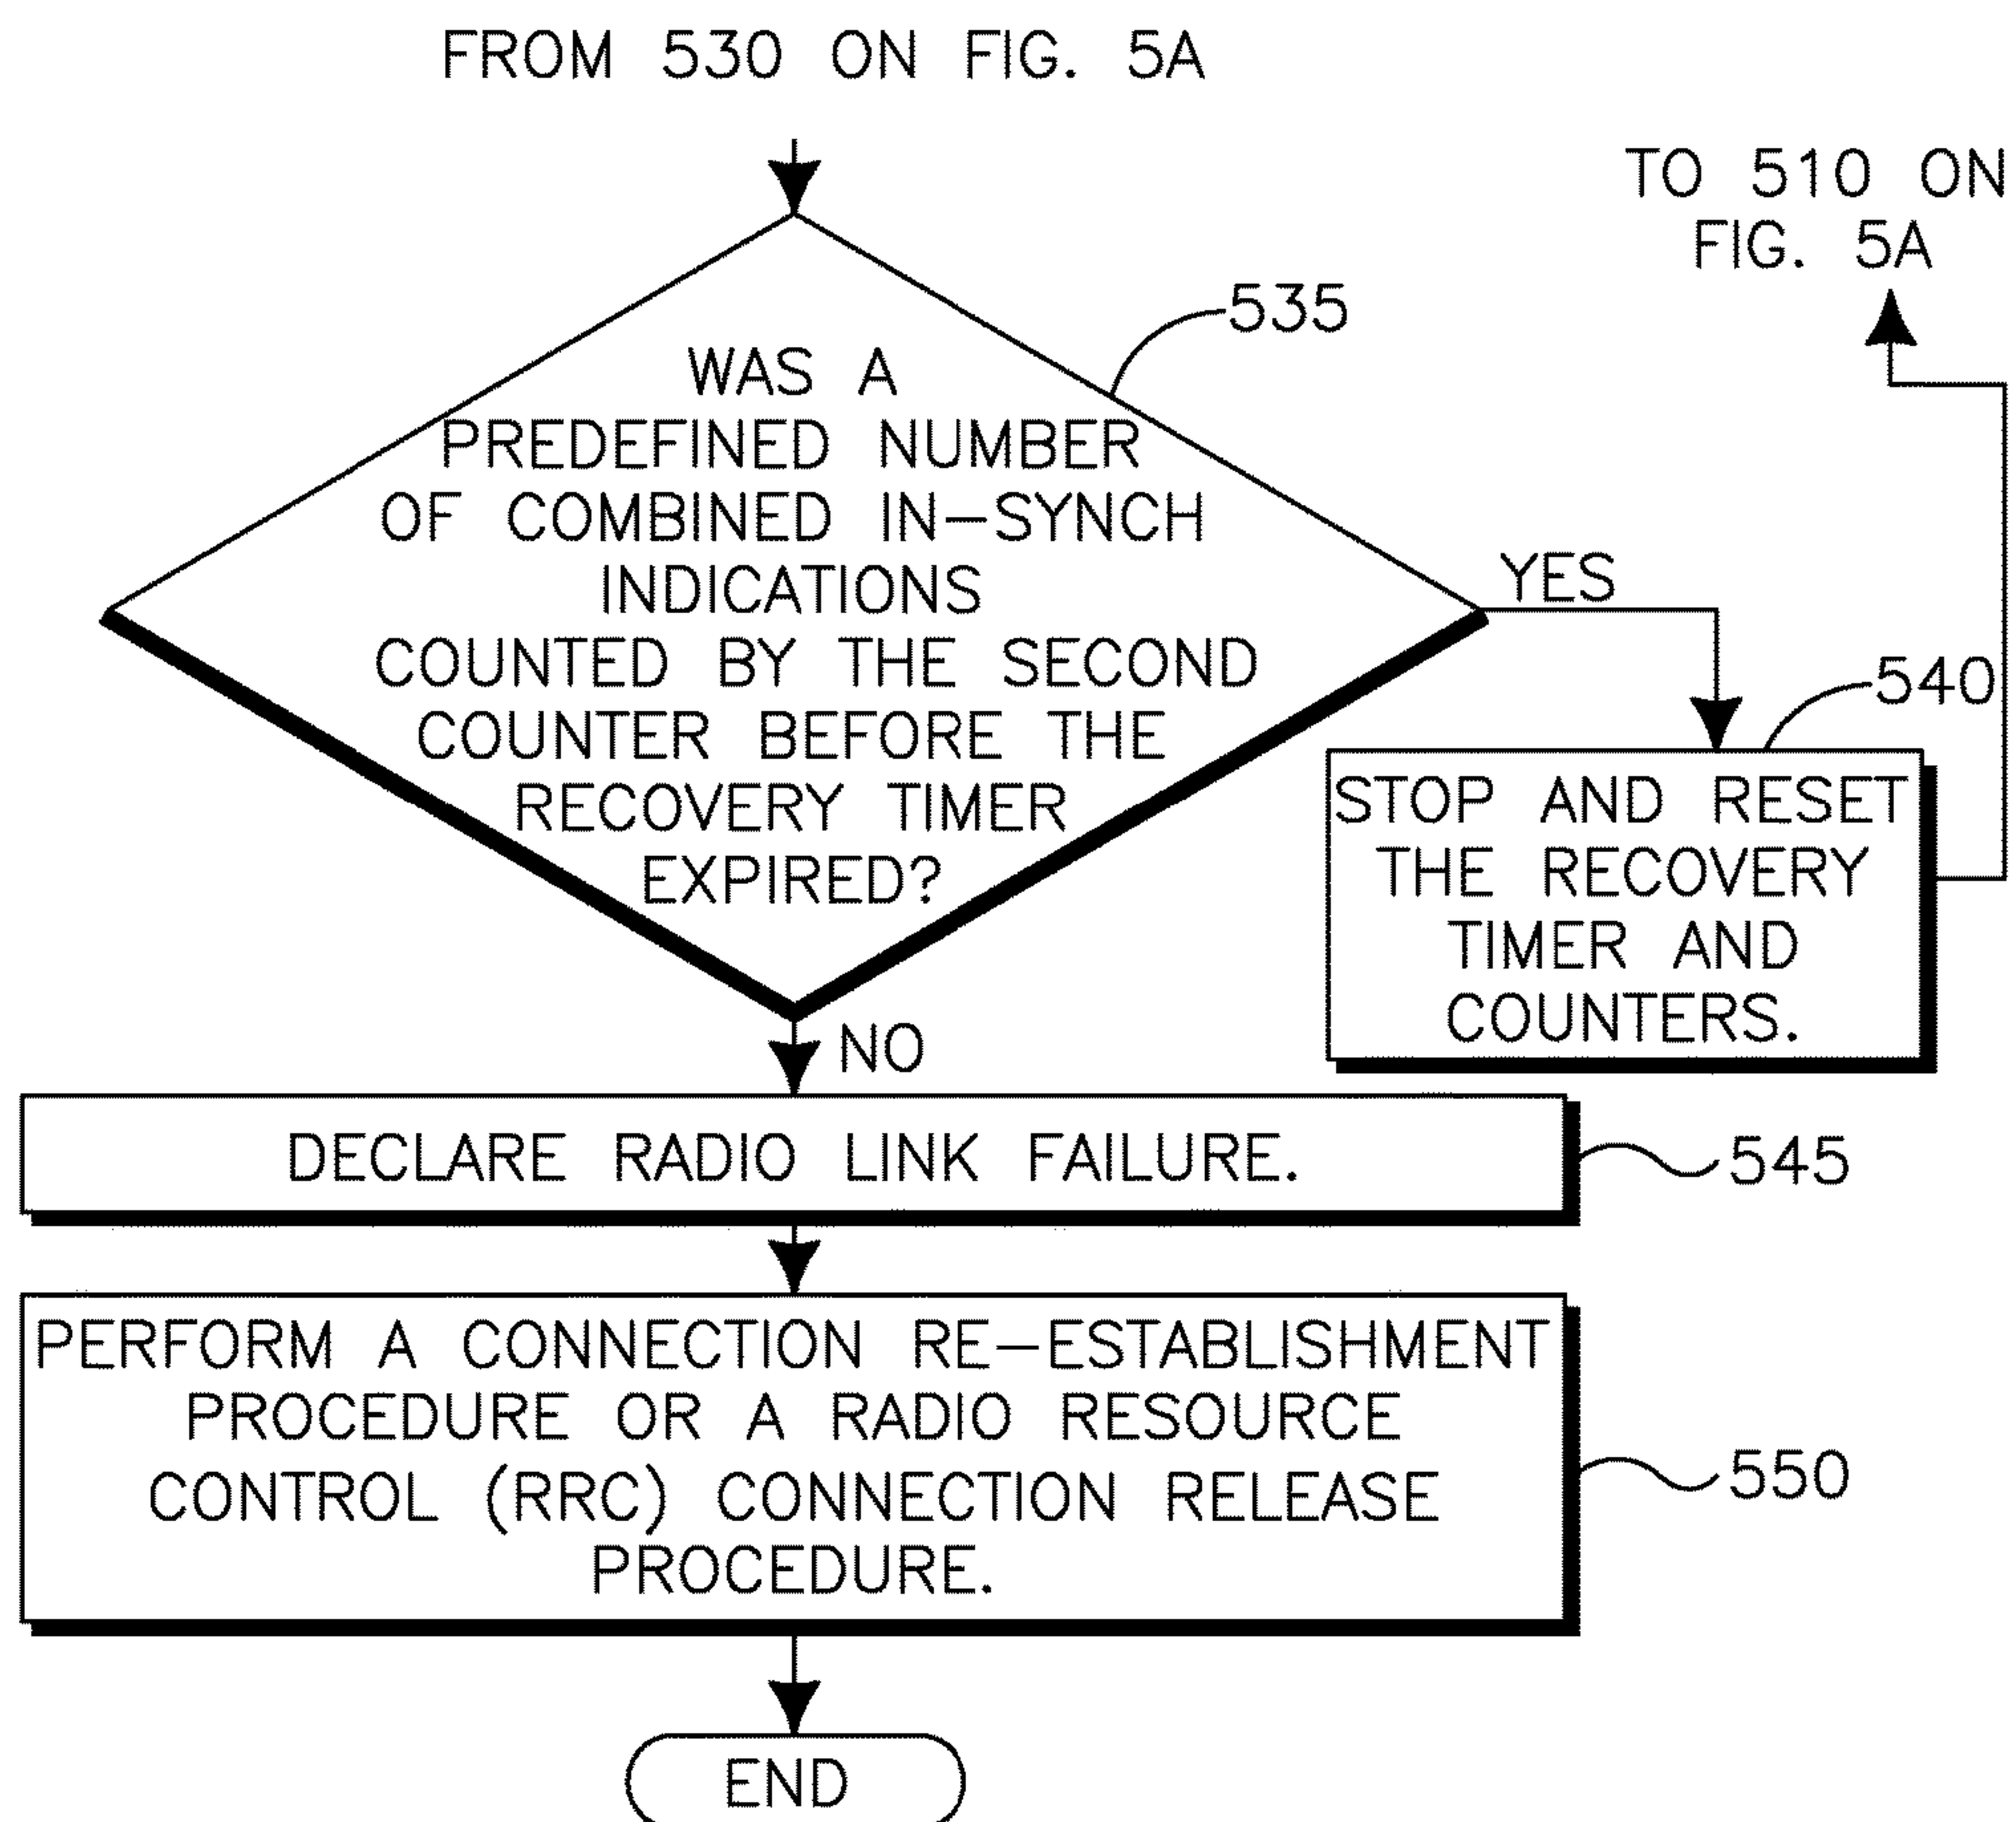 FROM 530 ON FIG. 5A
TO 510 ON
FIG. 5A
535
WAS A
PREDEFINED NUMBER
OF COMBINED IN-SYNCH
INDICATIONS
COUNTED BY THE SECOND
COUNTER BEFORE THE
RECOVERY TIMER
EXPIRED?
YES
540
STOP AND RESET
THE RECOVERY
TIMER AND
COUNTERS.
NO
DECLARE RADIO LINK FAILURE.
545
PERFORM A CONNECTION RE-ESTABLISHMENT
PROCEDURE OR A RADIO RESOURCE
CONTROL (RRC) CONNECTION RELEASE
PROCEDURE.
550
END